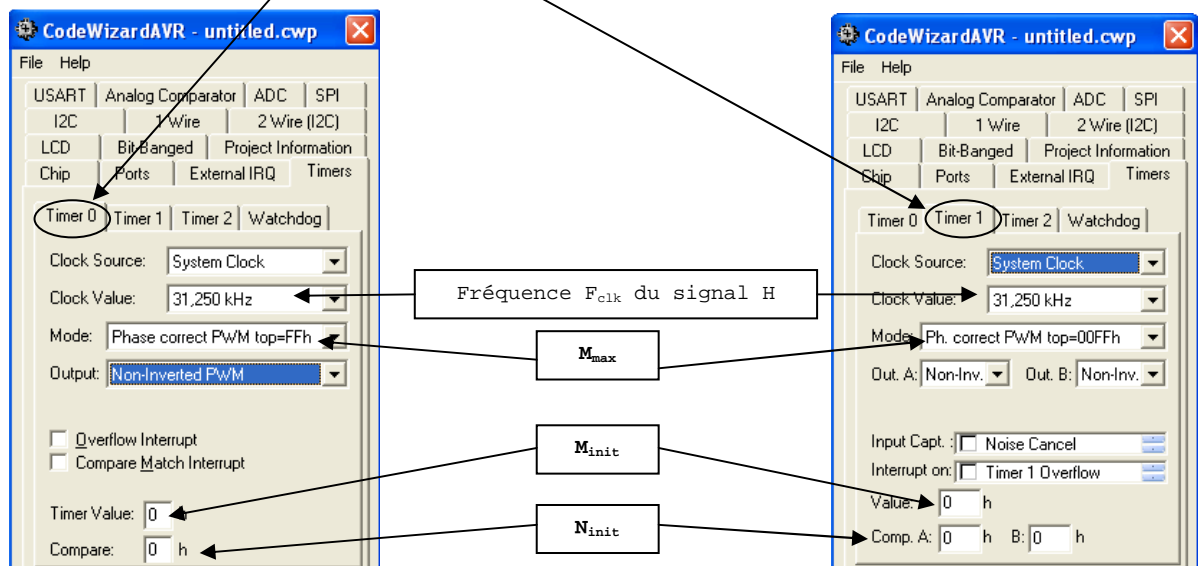 CodeWizardAVR - untitled.cwp
File Help
USART Analog Comparator ADC SPI
I2C 1 Wire 2 Wire (I2C)
LCD Bit-Banged Project Information
Chip Ports External IRQ Timers
Timer 0 Timer 1 Timer 2 Watchdog
Clock Source: System Clock
Clock Value: 31,250 kHz
Mode: Phase correct PWM top=FFh
Output: Non-Inverted PWM
Overflow Interrupt
Compare Match Interrupt
Timer Value: 0
Compare: 0 h
Fréquence Fclk du signal H
Mmax
Minit
Ninit
CodeWizardAVR - untitled.cwp
File Help
USART Analog Comparator ADC SPI
I2C 1 Wire 2 Wire (I2C)
LCD Bit-Banged Project Information
Chip Ports External IRQ Timers
Timer 0 Timer 1 Timer 2 Watchdog
Clock Source: System Clock
Clock Value: 31,250 kHz
Mode: Ph. correct PWM top=00FFh
Out. A: Non-Inv. Out. B: Non-Inv.
Input Capt. : Noise Cancel
Interrupt on: Timer 1 Overflow
Value: 0 h
Comp. A: 0 h B: 0 h